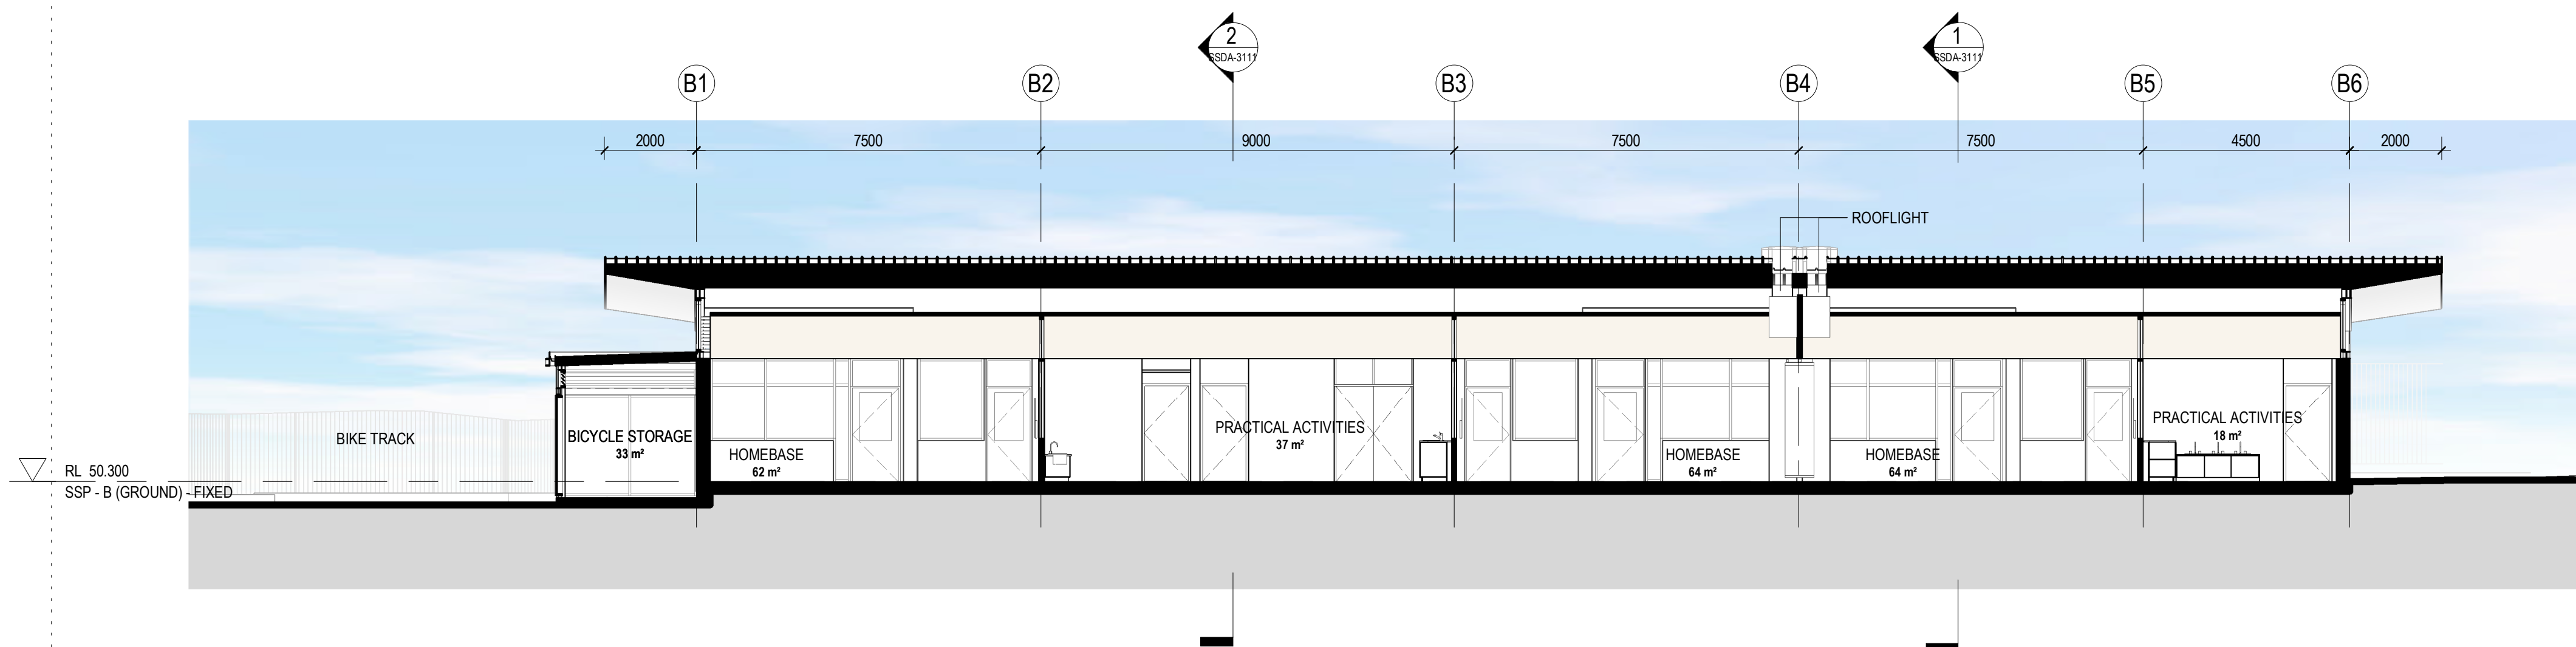 2
SSDA-3111
1
SSDA-3111
B1
B2
B3
B4
B5
B6
2000
7500
9000
7500
7500
4500
2000
ROOFLIGHT
BIKE TRACK
BICYCLE STORAGE
33 m²
HOMEBASE
62 m²
PRACTICAL ACTIVITIES
37 m²
HOMEBASE
64 m²
HOMEBASE
64 m²
PRACTICAL ACTIVITIES
18 m²
RL 50.300
SSP - B (GROUND) - FIXED